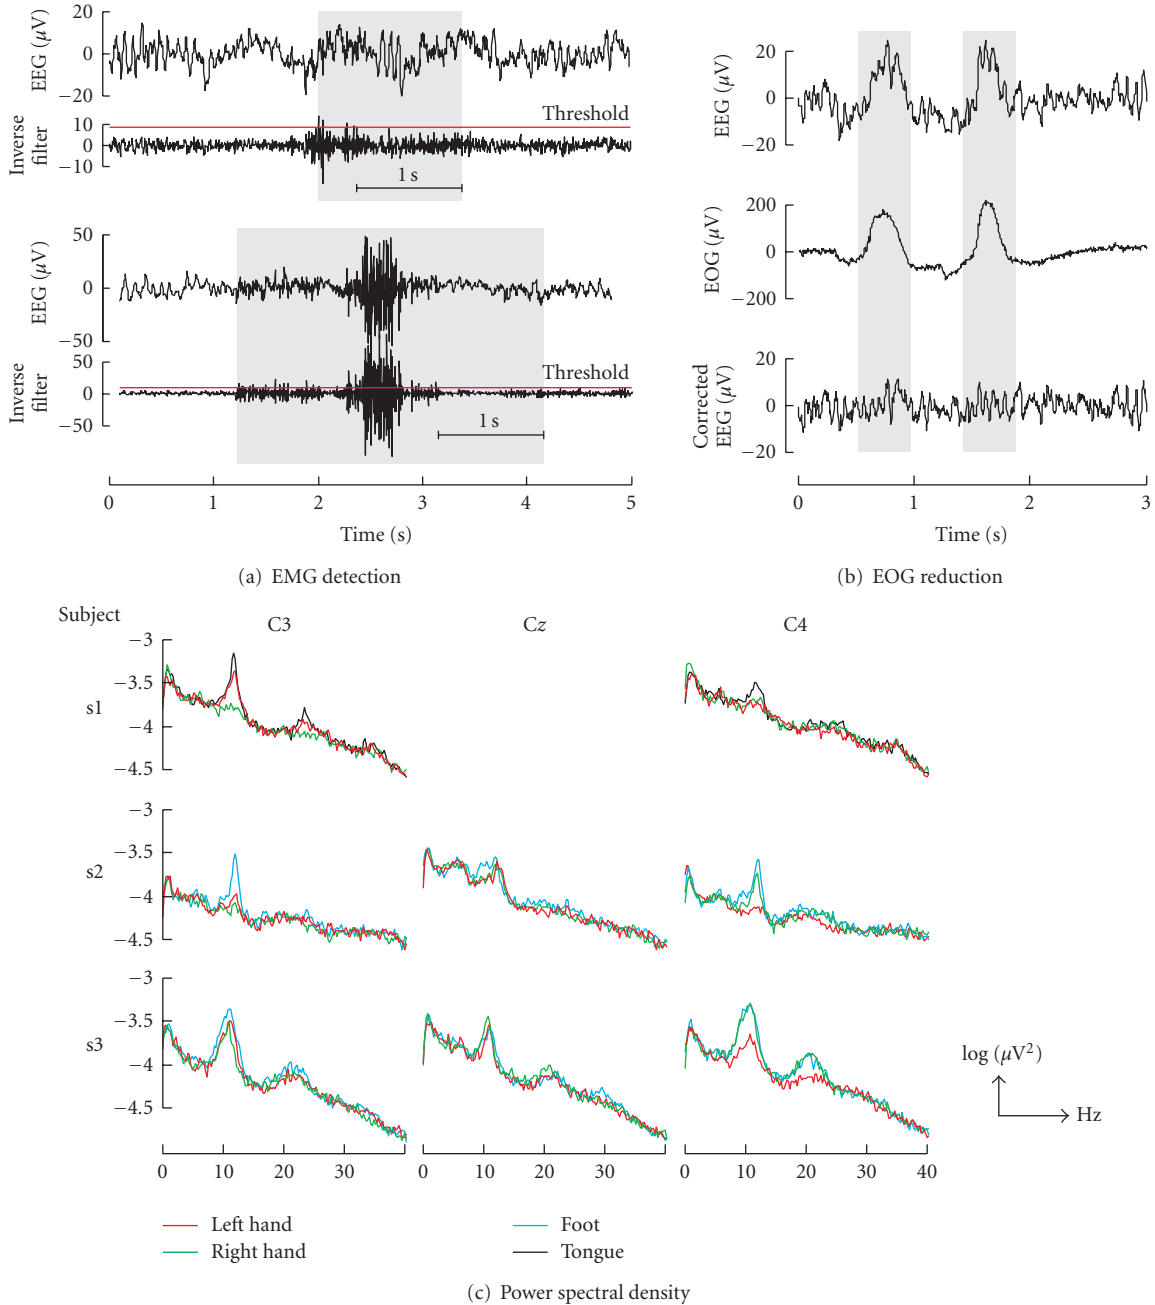 20
0
−20
EEG (μV)
Threshold
10
0
−10
Inverse
filter
1 s
50
0
−50
EEG (μV)
Threshold
50
0
−50
Inverse
filter
1 s
0 1 2 3 4 5
Time (s)
(a) EMG detection
20
0
−20
EEG (μV)
200
0
−200
EOG (μV)
20
0
−20
Corrected
EEG (μV)
0 1 2 3
Time (s)
(b) EOG reduction
Subject
C3 Cz C4
s1
−3
−3.5
−4
−4.5
s2
−3
−3.5
−4
−4.5
s3
−3
−3.5
−4
−4.5
log (μV²)
Hz
0 10 20 30 0 10 20 30 0 10 20 30 40
Left hand Foot
Right hand Tongue
(c) Power spectral density